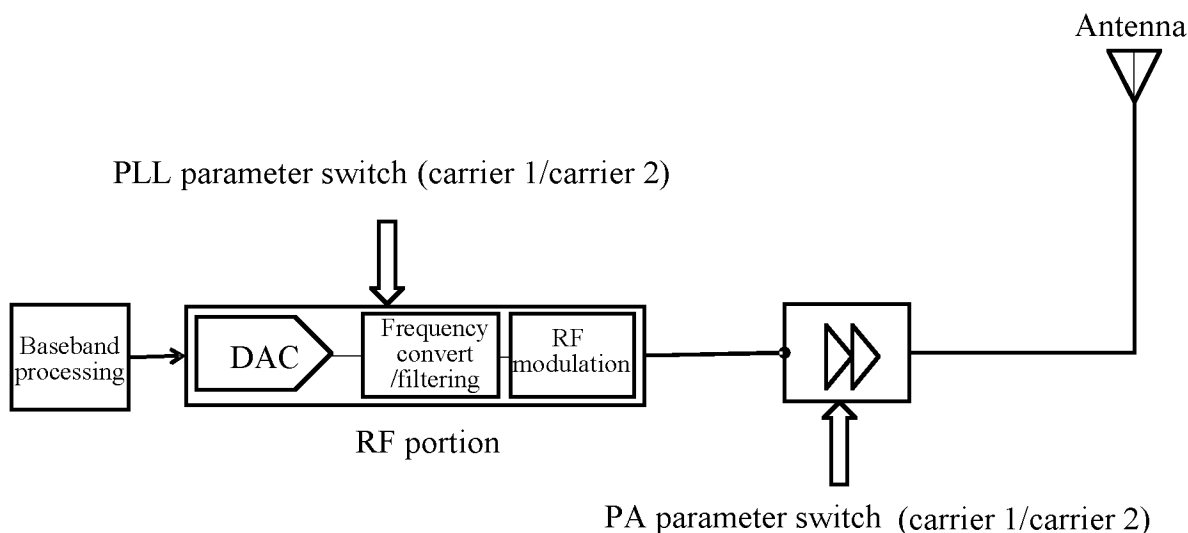 Antenna
PLL parameter switch (carrier 1/carrier 2)
Baseband
processing
DAC
Frequency
convert
/filtering
RF
modulation
RF portion
PA parameter switch (carrier 1/carrier 2)